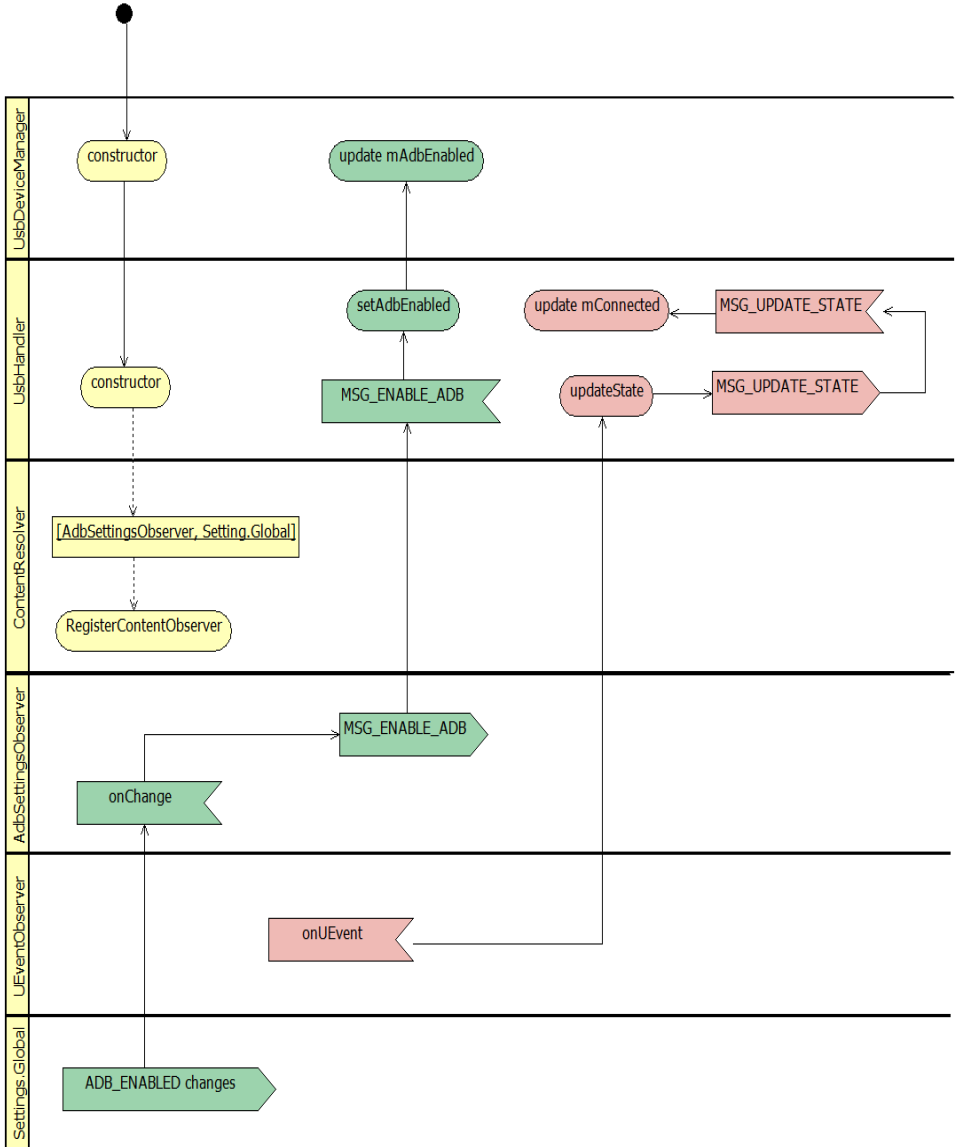 UsbDeviceManager
constructor
update mAdbEnabled
UsbHandler
setAdbEnabled
update mConnected
MSG_UPDATE_STATE
constructor
MSG_ENABLE_ADB
updateState
MSG_UPDATE_STATE
ContentResolver
[AdbSettingsObserver, Setting.Global]
RegisterContentObserver
AdbSettingsObserver
MSG_ENABLE_ADB
onChange
UEventObserver
onUEvent
Settings.Global
ADB_ENABLED changes